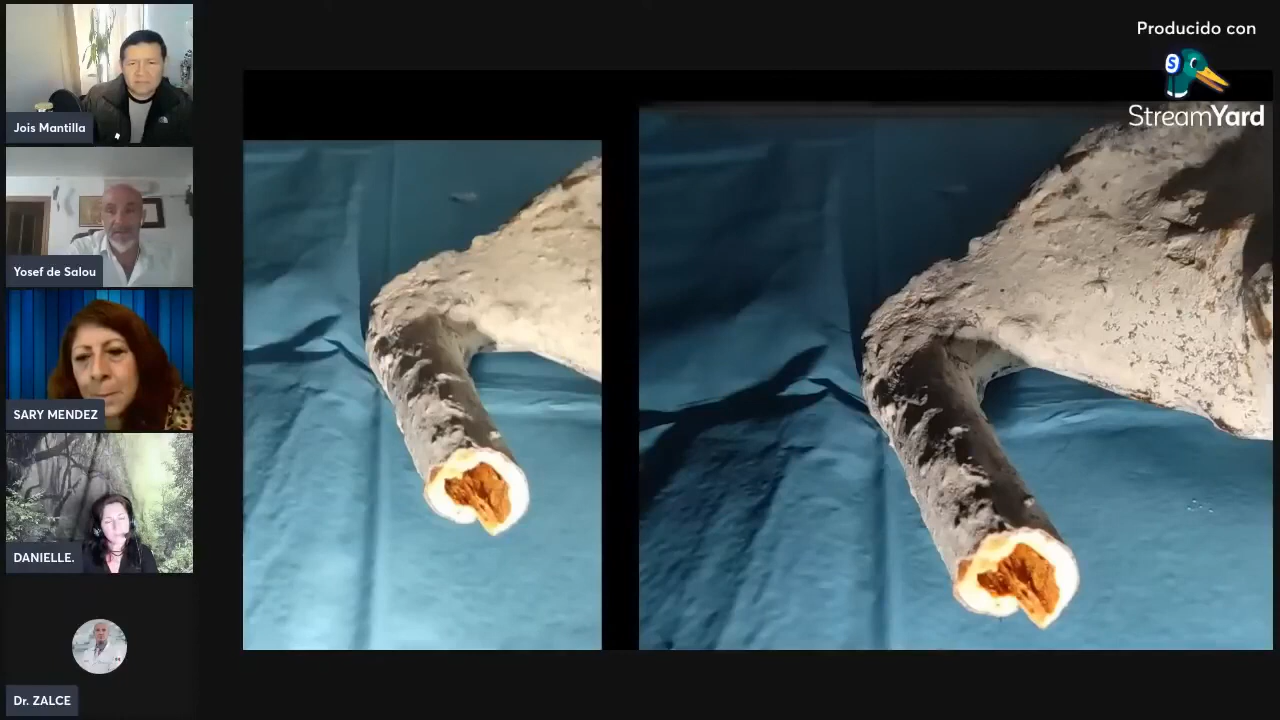 Producido con
StreamYard
Jois Mantilla
Yosef de Salou
SARY MENDEZ
DANIELLE.
Dr. ZALCE